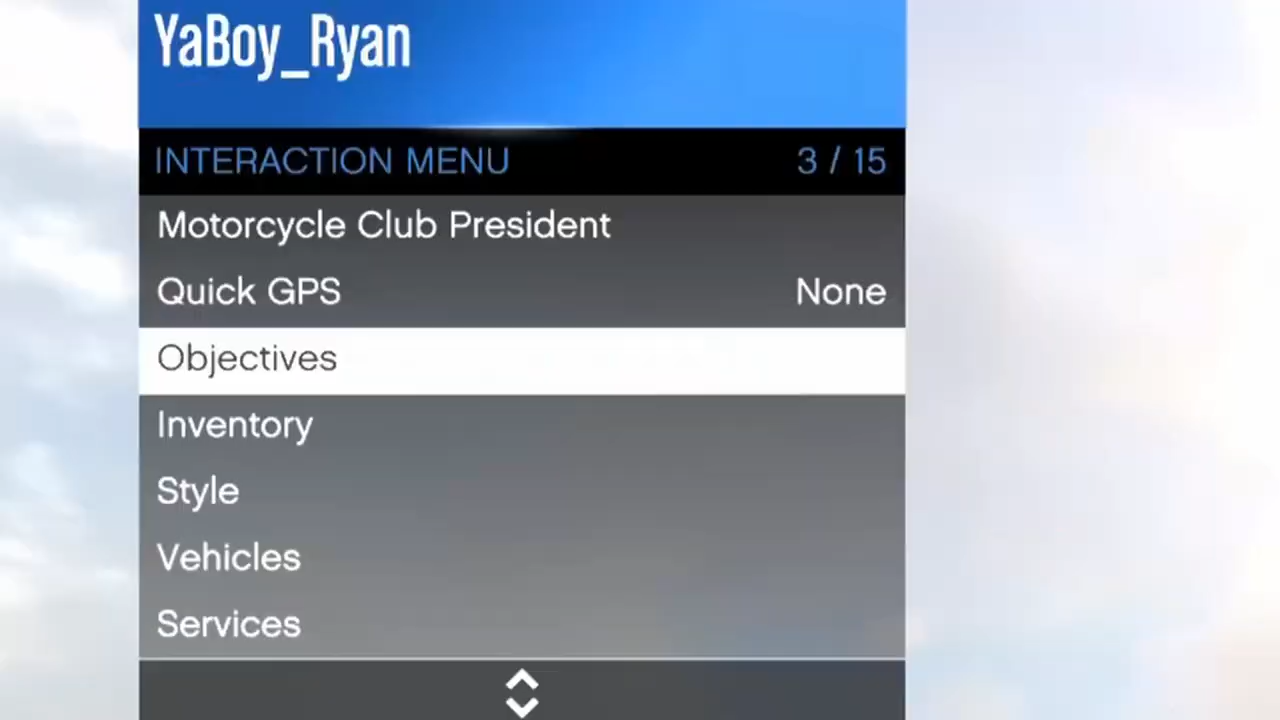 YaBoy_Ryan
INTERACTION MENU 3 / 15
Motorcycle Club President
Quick GPS None
Objectives
Inventory
Style
Vehicles
Services